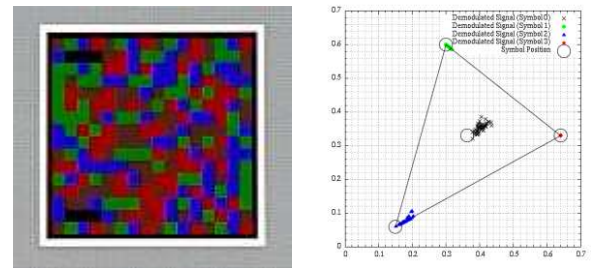 0.7
0.6
0.5
0.4
0.3
0.2
0.1
0
0 0.1 0.2 0.3 0.4 0.5 0.6 0.7
Demodulated Signal (Symbol 0)
Demodulated Signal (Symbol 1)
Demodulated Signal (Symbol 2)
Demodulated Signal (Symbol 3)
Symbol Position